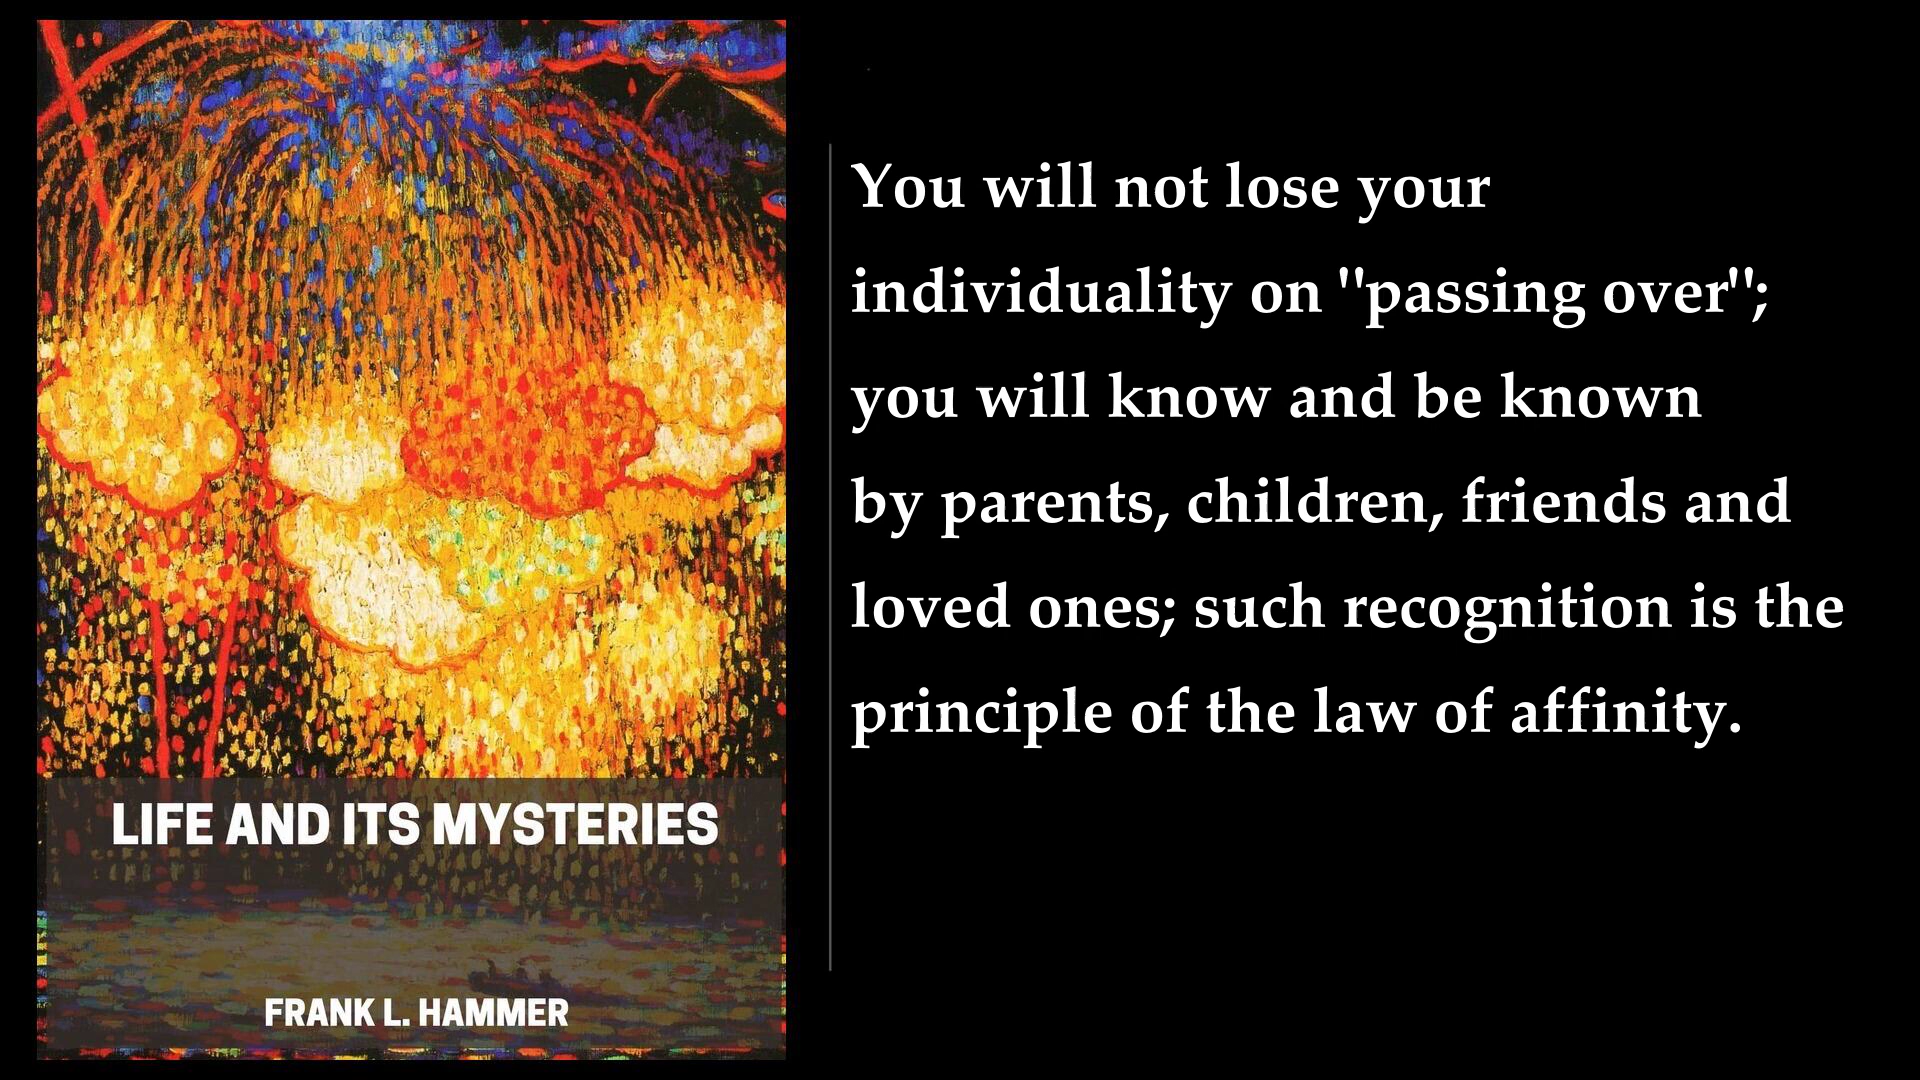 LIFE AND ITS MYSTERIES
FRANK L. HAMMER
You will not lose your
individuality on "passing over";
you will know and be known
by parents, children, friends and
loved ones; such recognition is the
principle of the law of affinity.